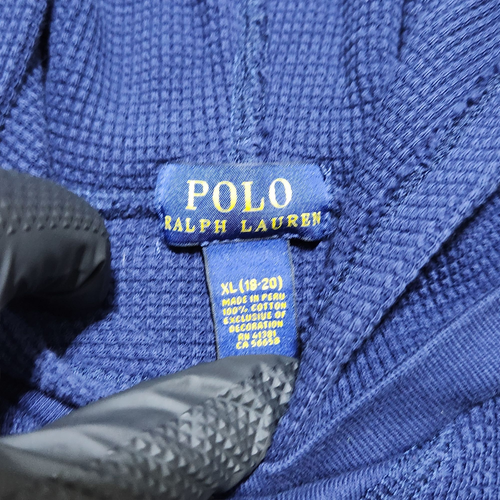 POLO
RALPH LAUREN
XL (18-20)
MADE IN PERU
100% COTTON
EXCLUSIVE OF
DECORATION
RN 41381
CA 56658